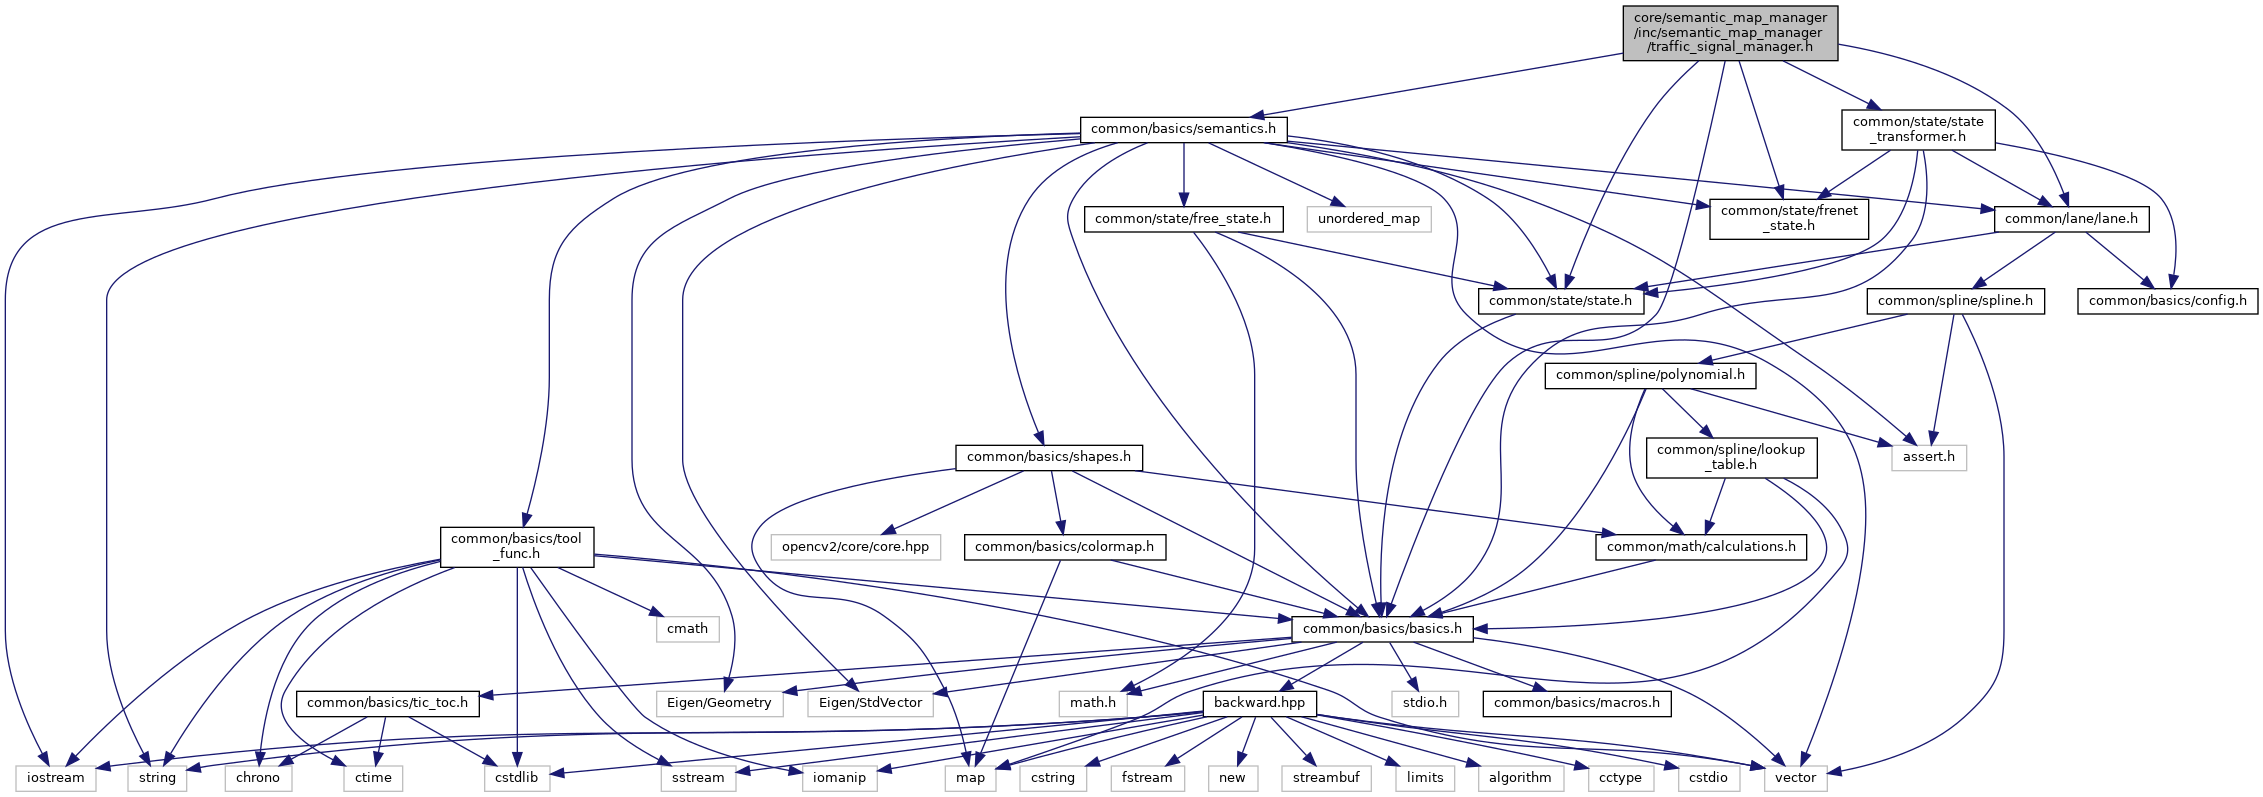 core/semantic_map_manager
/inc/semantic_map_manager
/traffic_signal_manager.h
common/basics/semantics.h
common/state/state
_transformer.h
common/state/free_state.h
unordered_map
common/state/frenet
_state.h
common/lane/lane.h
common/state/state.h
common/spline/spline.h
common/basics/config.h
common/spline/polynomial.h
common/basics/shapes.h
common/spline/lookup
_table.h
assert.h
common/basics/tool
_func.h
opencv2/core/core.hpp
common/basics/colormap.h
common/math/calculations.h
cmath
common/basics/basics.h
common/basics/tic_toc.h
Eigen/Geometry
Eigen/StdVector
math.h
backward.hpp
stdio.h
common/basics/macros.h
iostream
string
chrono
ctime
cstdlib
sstream
iomanip
map
cstring
fstream
new
streambuf
limits
algorithm
cctype
cstdio
vector